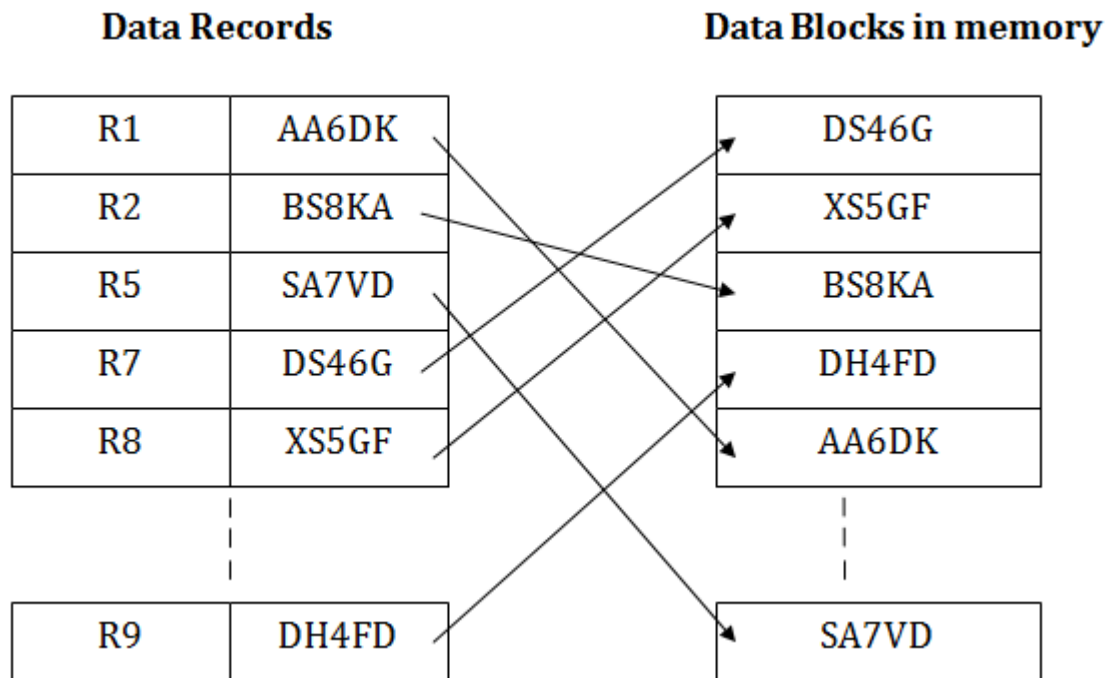 Data Records Data Blocks in memory
R1 AA6DK DS46G
R2 BS8KA XS5GF
R5 SA7VD BS8KA
R7 DS46G DH4FD
R8 XS5GF AA6DK
R9 DH4FD SA7VD